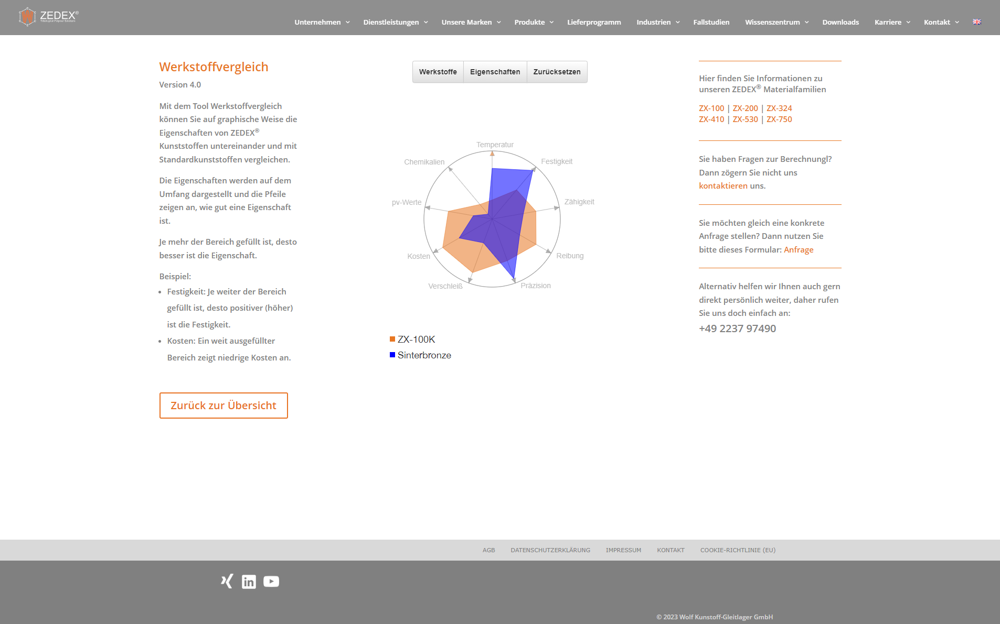 ZEDEX®
Tribological Polymer Solutions
Unternehmen
Dienstleistungen
Unsere Marken
Produkte
Lieferprogramm
Industrien
Fallstudien
Wissenszentrum
Downloads
Karriere
Kontakt
Werkstoffvergleich
Version 4.0
Mit dem Tool Werkstoffvergleich
können Sie auf graphische Weise die
Eigenschaften von ZEDEX®
Kunststoffen untereinander und mit
Standardkunststoffen vergleichen.
Die Eigenschaften werden auf dem
Umfang dargestellt und die Pfeile
zeigen an, wie gut eine Eigenschaft
ist.
Je mehr der Bereich gefüllt ist, desto
besser ist die Eigenschaft.
Beispiel:
• Festigkeit: Je weiter der Bereich
gefüllt ist, desto positiver (höher)
ist die Festigkeit.
• Kosten: Ein weit ausgefüllter
Bereich zeigt niedrige Kosten an.
Zurück zur Übersicht
Werkstoffe
Eigenschaften
Zurücksetzen
Temperatur
Festigkeit
Zähigkeit
Reibung
Präzision
Verschleiß
Kosten
pv-Werte
Chemikalien
ZX-100K
Sinterbronze
Hier finden Sie Informationen zu
unseren ZEDEX® Materialfamilien
ZX-100 | ZX-200 | ZX-324
ZX-410 | ZX-530 | ZX-750
Sie haben Fragen zur Berechnungl?
Dann zögern Sie nicht uns
kontaktieren uns.
Sie möchten gleich eine konkrete
Anfrage stellen? Dann nutzen Sie
bitte dieses Formular: Anfrage
Alternativ helfen wir Ihnen auch gern
direkt persönlich weiter, daher rufen
Sie uns doch einfach an:
+49 2237 97490
AGB
DATENSCHUTZERKLÄRUNG
IMPRESSUM
KONTAKT
COOKIE-RICHTLINIE (EU)
in
© 2023 Wolf Kunstoff-Gleitlager GmbH